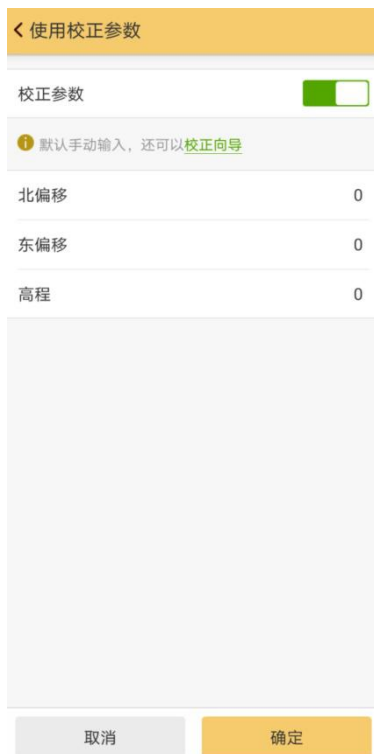 使用校正参数
校正参数
默认手动输入，还可以校正向导
北偏移 0
东偏移 0
高程 0
取消 确定